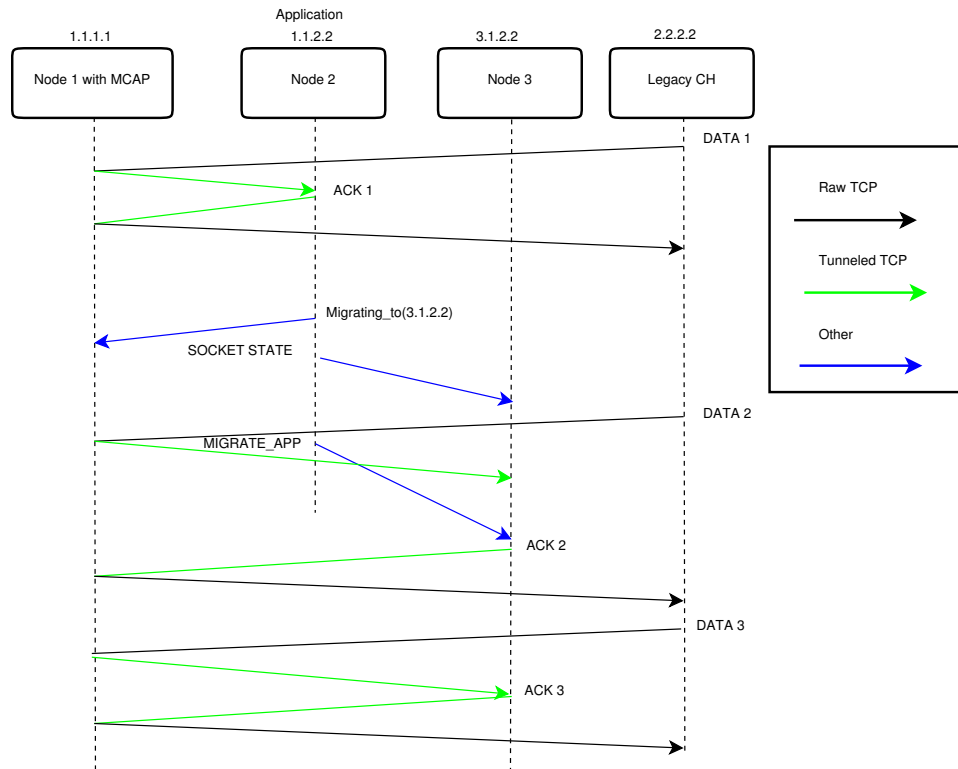 Application
1.1.1.1
1.1.2.2
3.1.2.2
2.2.2.2
Node 1 with MCAP
Node 2
Node 3
Legacy CH
DATA 1
ACK 1
Raw TCP
Tunneled TCP
Other
Migrating_to(3.1.2.2)
SOCKET STATE
DATA 2
MIGRATE_APP
ACK 2
DATA 3
ACK 3